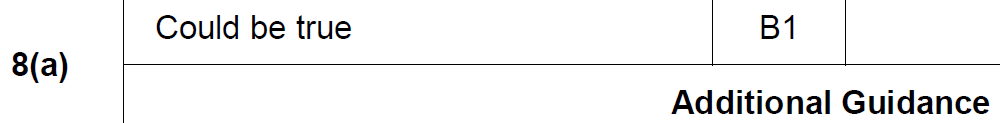 Could be true B1
8(a)
Additional Guidance